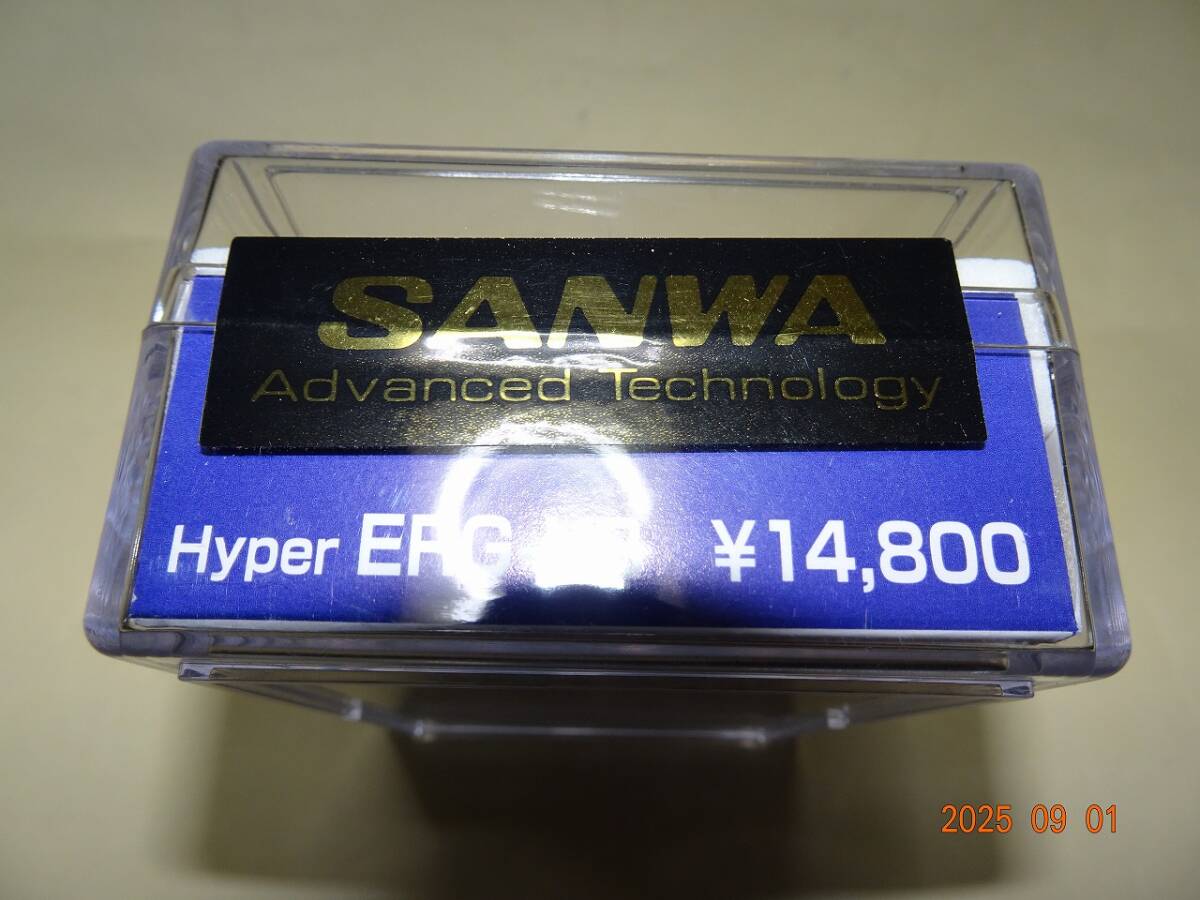 SANWA
Advanced Technology
Hyper ERG ¥14,800
2025 09 01